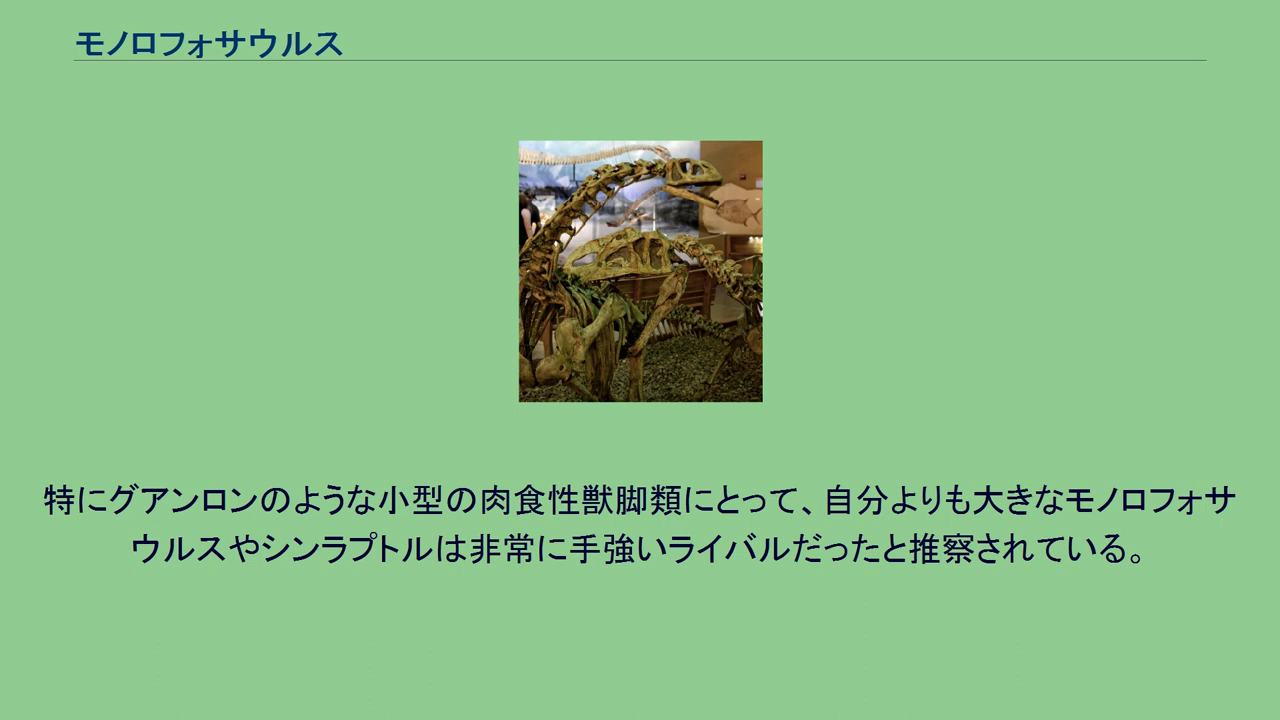 モノロフォサウルス
特にグアンロンのような小型の肉食性獣脚類にとって、自分よりも大きなモノロフォサ
ウルスやシンラプトルは非常に手強いライバルだったと推察されている。